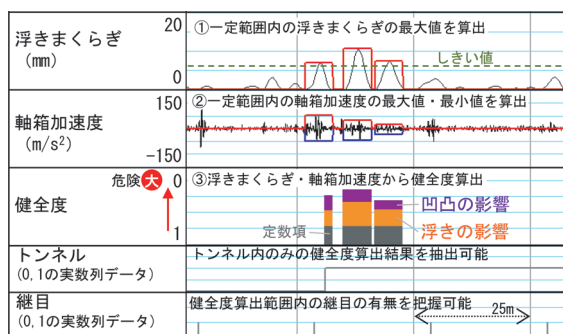 浮きまくらぎ
(mm)
20
0
①一定範囲内の浮きまくらぎの最大値を算出
しきい値
軸箱加速度
(m/s²)
150
-150
②一定範囲内の軸箱加速度の最大値・最小値を算出
健全度
危険大
0
1
③浮きまくらぎ・軸箱加速度から健全度算出
凹凸の影響
定数項
浮きの影響
トンネル
(0,1の実数列データ)
トンネル内のみの健全度算出結果を抽出可能
継目
(0,1の実数列データ)
健全度算出範囲内の継目の有無を把握可能
25m